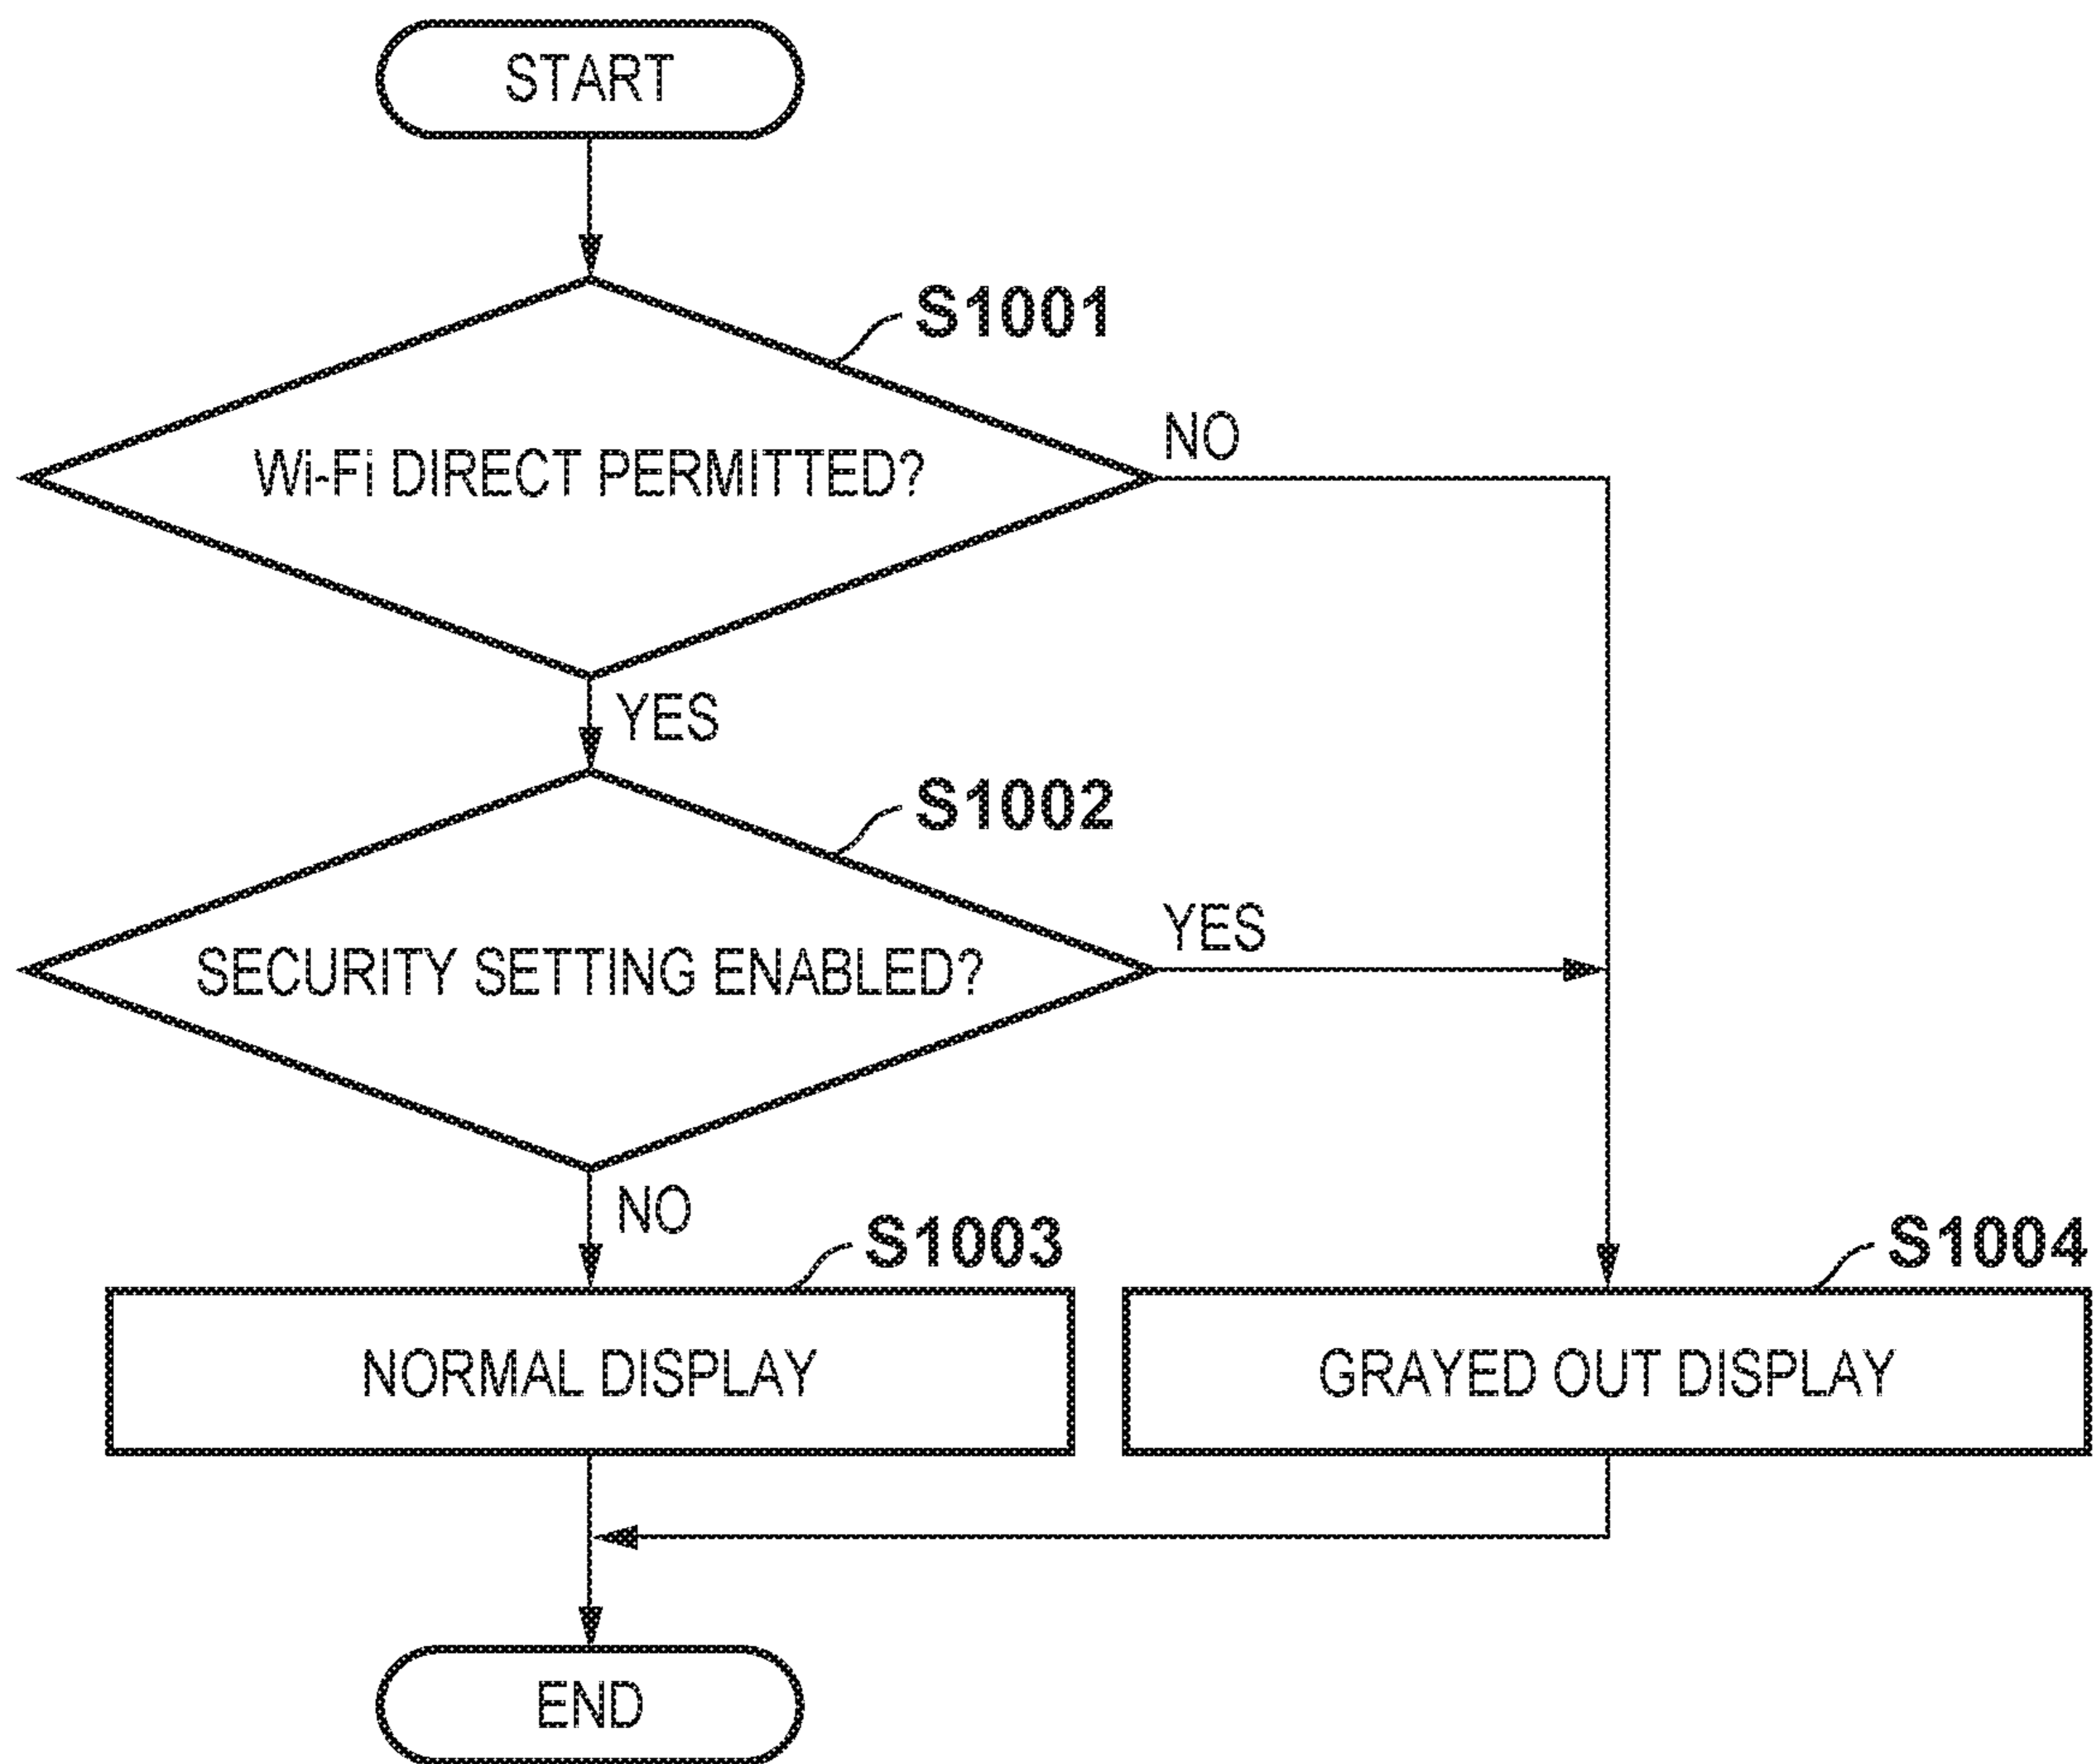 START
S1001
Wi-Fi DIRECT PERMITTED?
NO
YES
S1002
SECURITY SETTING ENABLED?
YES
NO
S1003
S1004
NORMAL DISPLAY
GRAYED OUT DISPLAY
END